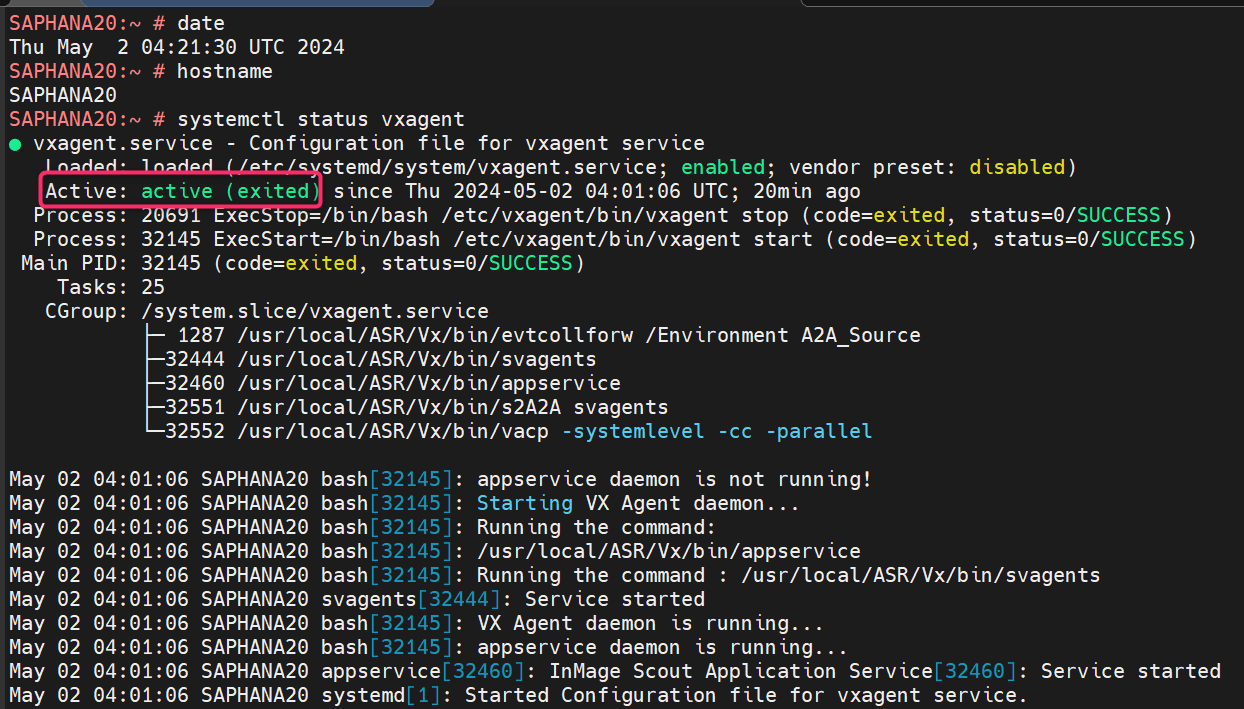 SAPHANA20:~ # date
Thu May  2 04:21:30 UTC 2024
SAPHANA20:~ # hostname
SAPHANA20
SAPHANA20:~ # systemctl status vxagent
● vxagent.service - Configuration file for vxagent service
   Loaded: loaded (/etc/systemd/system/vxagent.service; enabled; vendor preset: disabled)
   Active: active (exited) since Thu 2024-05-02 04:01:06 UTC; 20min ago
  Process: 20691 ExecStop=/bin/bash /etc/vxagent/bin/vxagent stop (code=exited, status=0/SUCCESS)
  Process: 32145 ExecStart=/bin/bash /etc/vxagent/bin/vxagent start (code=exited, status=0/SUCCESS)
 Main PID: 32145 (code=exited, status=0/SUCCESS)
    Tasks: 25
   CGroup: /system.slice/vxagent.service
           ├─ 1287 /usr/local/ASR/Vx/bin/evtcollforw /Environment A2A_Source
           ├─32444 /usr/local/ASR/Vx/bin/svagents
           ├─32460 /usr/local/ASR/Vx/bin/appservice
           ├─32551 /usr/local/ASR/Vx/bin/s2A2A svagents
           └─32552 /usr/local/ASR/Vx/bin/vacp -systemlevel -cc -parallel
May 02 04:01:06 SAPHANA20 bash[32145]: appservice daemon is not running!
May 02 04:01:06 SAPHANA20 bash[32145]: Starting VX Agent daemon...
May 02 04:01:06 SAPHANA20 bash[32145]: Running the command:
May 02 04:01:06 SAPHANA20 bash[32145]: /usr/local/ASR/Vx/bin/appservice
May 02 04:01:06 SAPHANA20 bash[32145]: Running the command : /usr/local/ASR/Vx/bin/svagents
May 02 04:01:06 SAPHANA20 svagents[32444]: Service started
May 02 04:01:06 SAPHANA20 bash[32145]: VX Agent daemon is running...
May 02 04:01:06 SAPHANA20 bash[32145]: appservice daemon is running...
May 02 04:01:06 SAPHANA20 appservice[32460]: InMage Scout Application Service[32460]: Service started
May 02 04:01:06 SAPHANA20 systemd[1]: Started Configuration file for vxagent service.